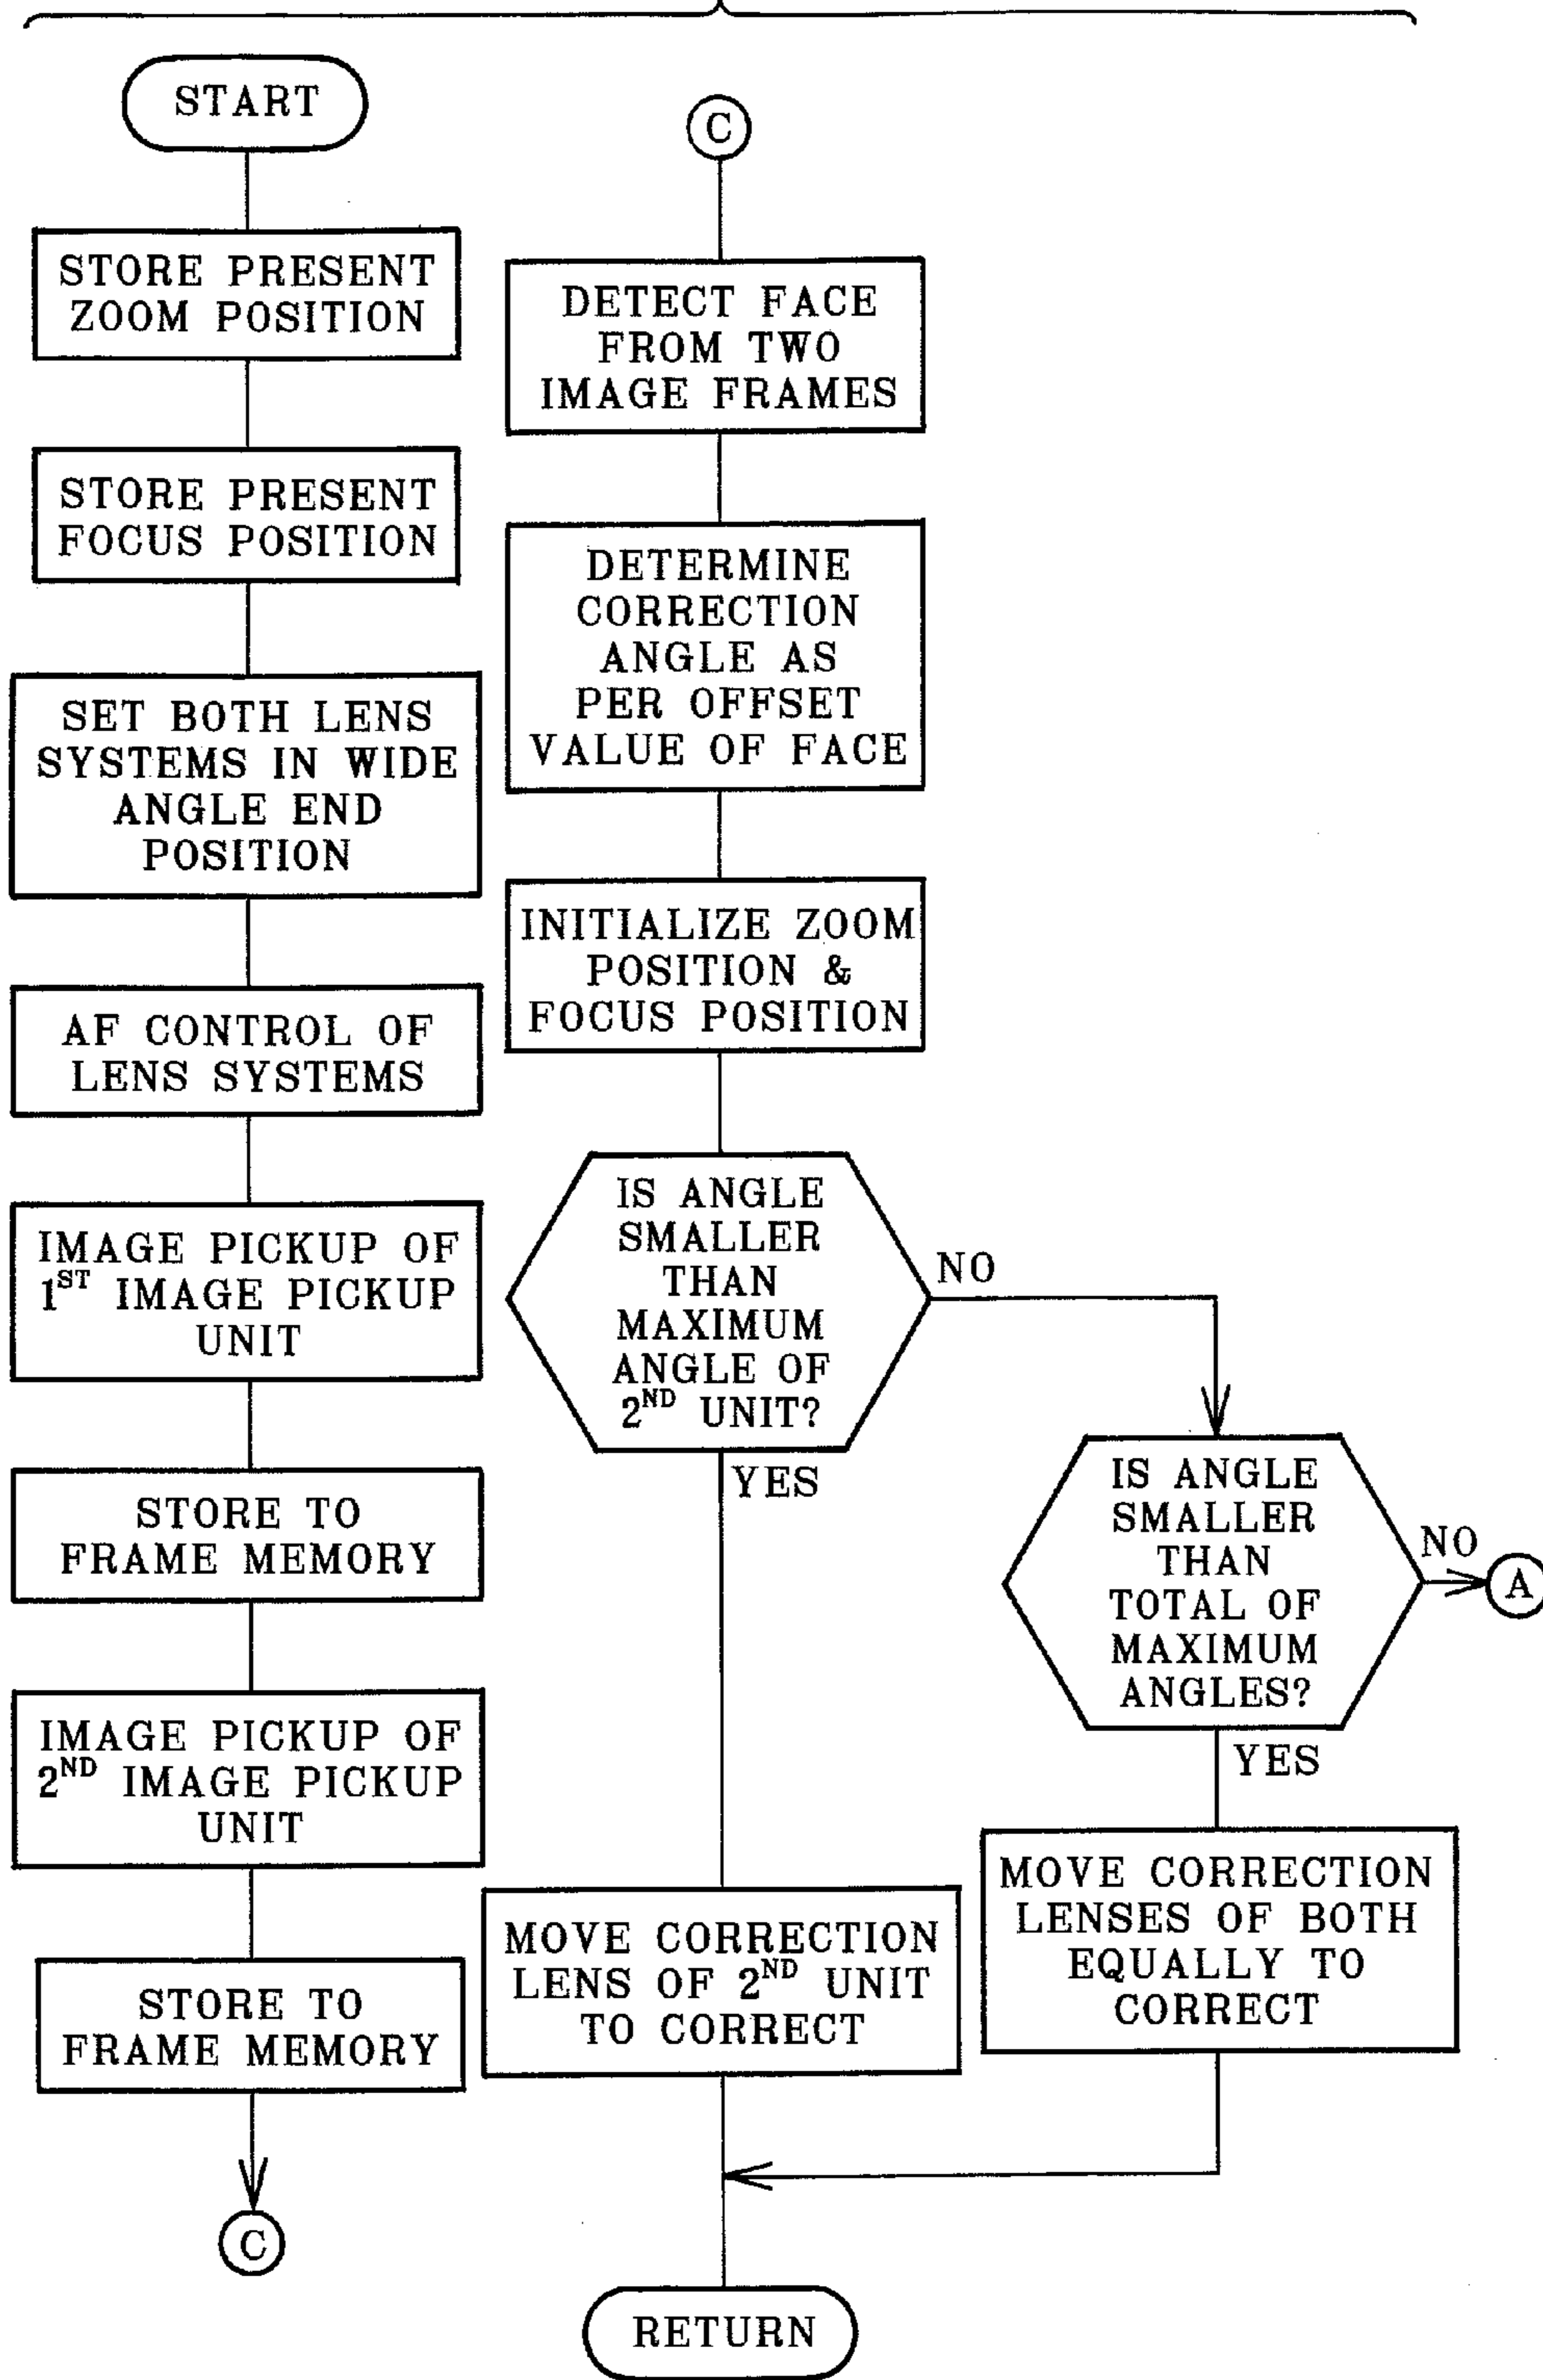 START
STORE PRESENT
ZOOM POSITION
STORE PRESENT
FOCUS POSITION
SET BOTH LENS
SYSTEMS IN WIDE
ANGLE END
POSITION
AF CONTROL OF
LENS SYSTEMS
IMAGE PICKUP OF
1ST IMAGE PICKUP
UNIT
STORE TO
FRAME MEMORY
IMAGE PICKUP OF
2ND IMAGE PICKUP
UNIT
STORE TO
FRAME MEMORY
C
C
DETECT FACE
FROM TWO
IMAGE FRAMES
DETERMINE
CORRECTION
ANGLE AS
PER OFFSET
VALUE OF FACE
INITIALIZE ZOOM
POSITION &
FOCUS POSITION
IS ANGLE
SMALLER
THAN
MAXIMUM
ANGLE OF
2ND UNIT?
NO
YES
MOVE CORRECTION
LENS OF 2ND UNIT
TO CORRECT
IS ANGLE
SMALLER
THAN
TOTAL OF
MAXIMUM
ANGLES?
NO
A
YES
MOVE CORRECTION
LENSES OF BOTH
EQUALLY TO
CORRECT
RETURN